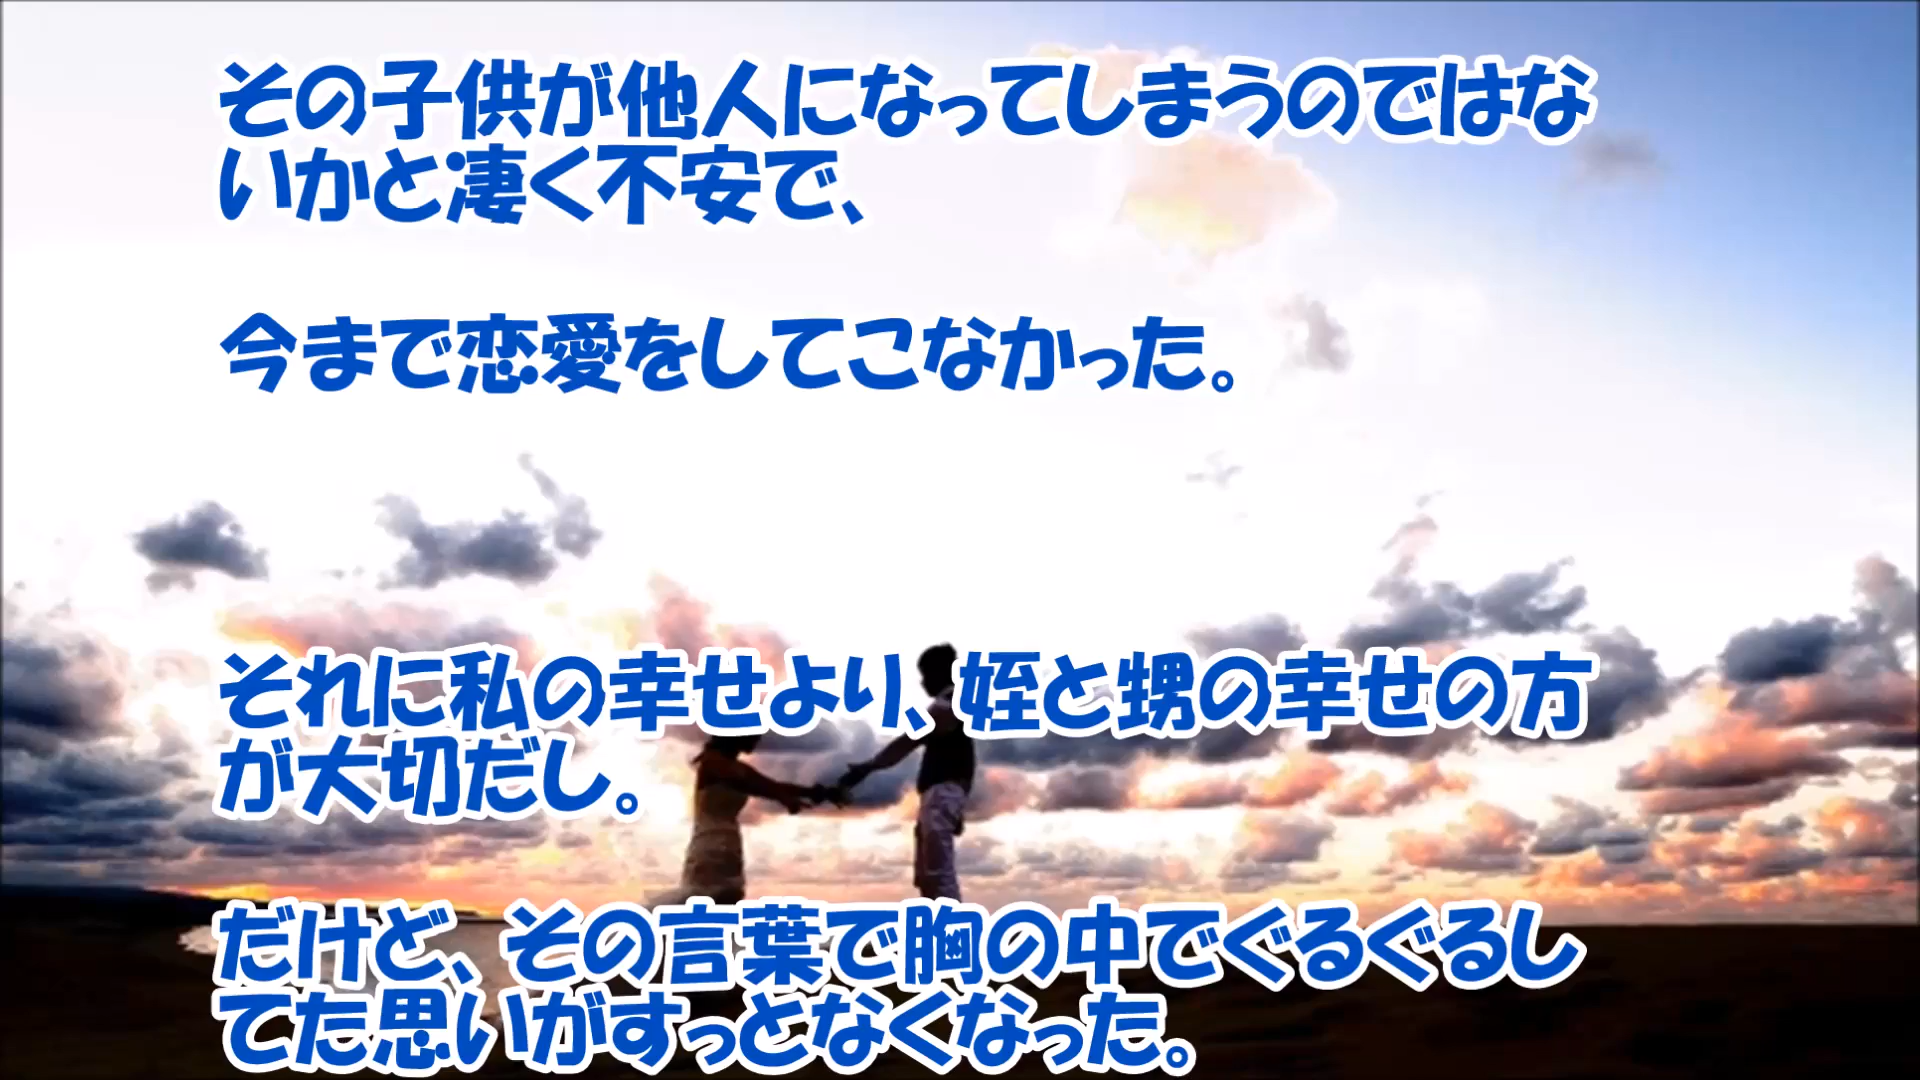 その子供が他人になってしまうのではな
いかと凄く不安で、
今まで恋愛をしてこなかった。
それに私の幸せより、姪と甥の幸せの方
が大切だし。
だけど、その言葉で胸の中でぐるぐるし
てた思いがすっとなくなった。